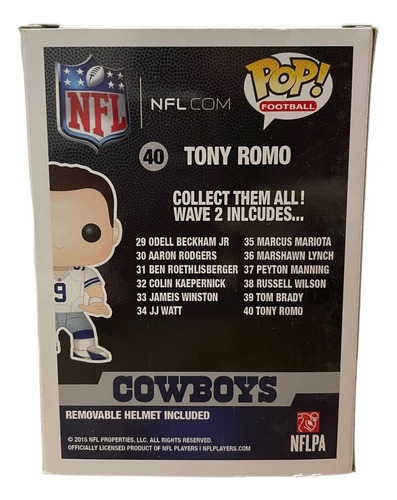 NFL
NFL.COM
POP!
FOOTBALL
40 TONY ROMO
COLLECT THEM ALL!
WAVE 2 INLCUDES...
29 ODELL BECKHAM JR
30 AARON RODGERS
31 BEN ROETHLISBERGER
32 COLIN KAEPERNICK
33 JAMEIS WINSTON
34 JJ WATT
35 MARCUS MARIOTA
36 MARSHAWN LYNCH
37 PEYTON MANNING
38 RUSSELL WILSON
39 TOM BRADY
40 TONY ROMO
9
COWBOYS
REMOVABLE HELMET INCLUDED
© 2015 NFL PROPERTIES, LLC. ALL RIGHTS RESERVED.
OFFICIALLY LICENSED PRODUCT OF NFL PLAYERS | NFLPLAYERS.COM
NFLPA